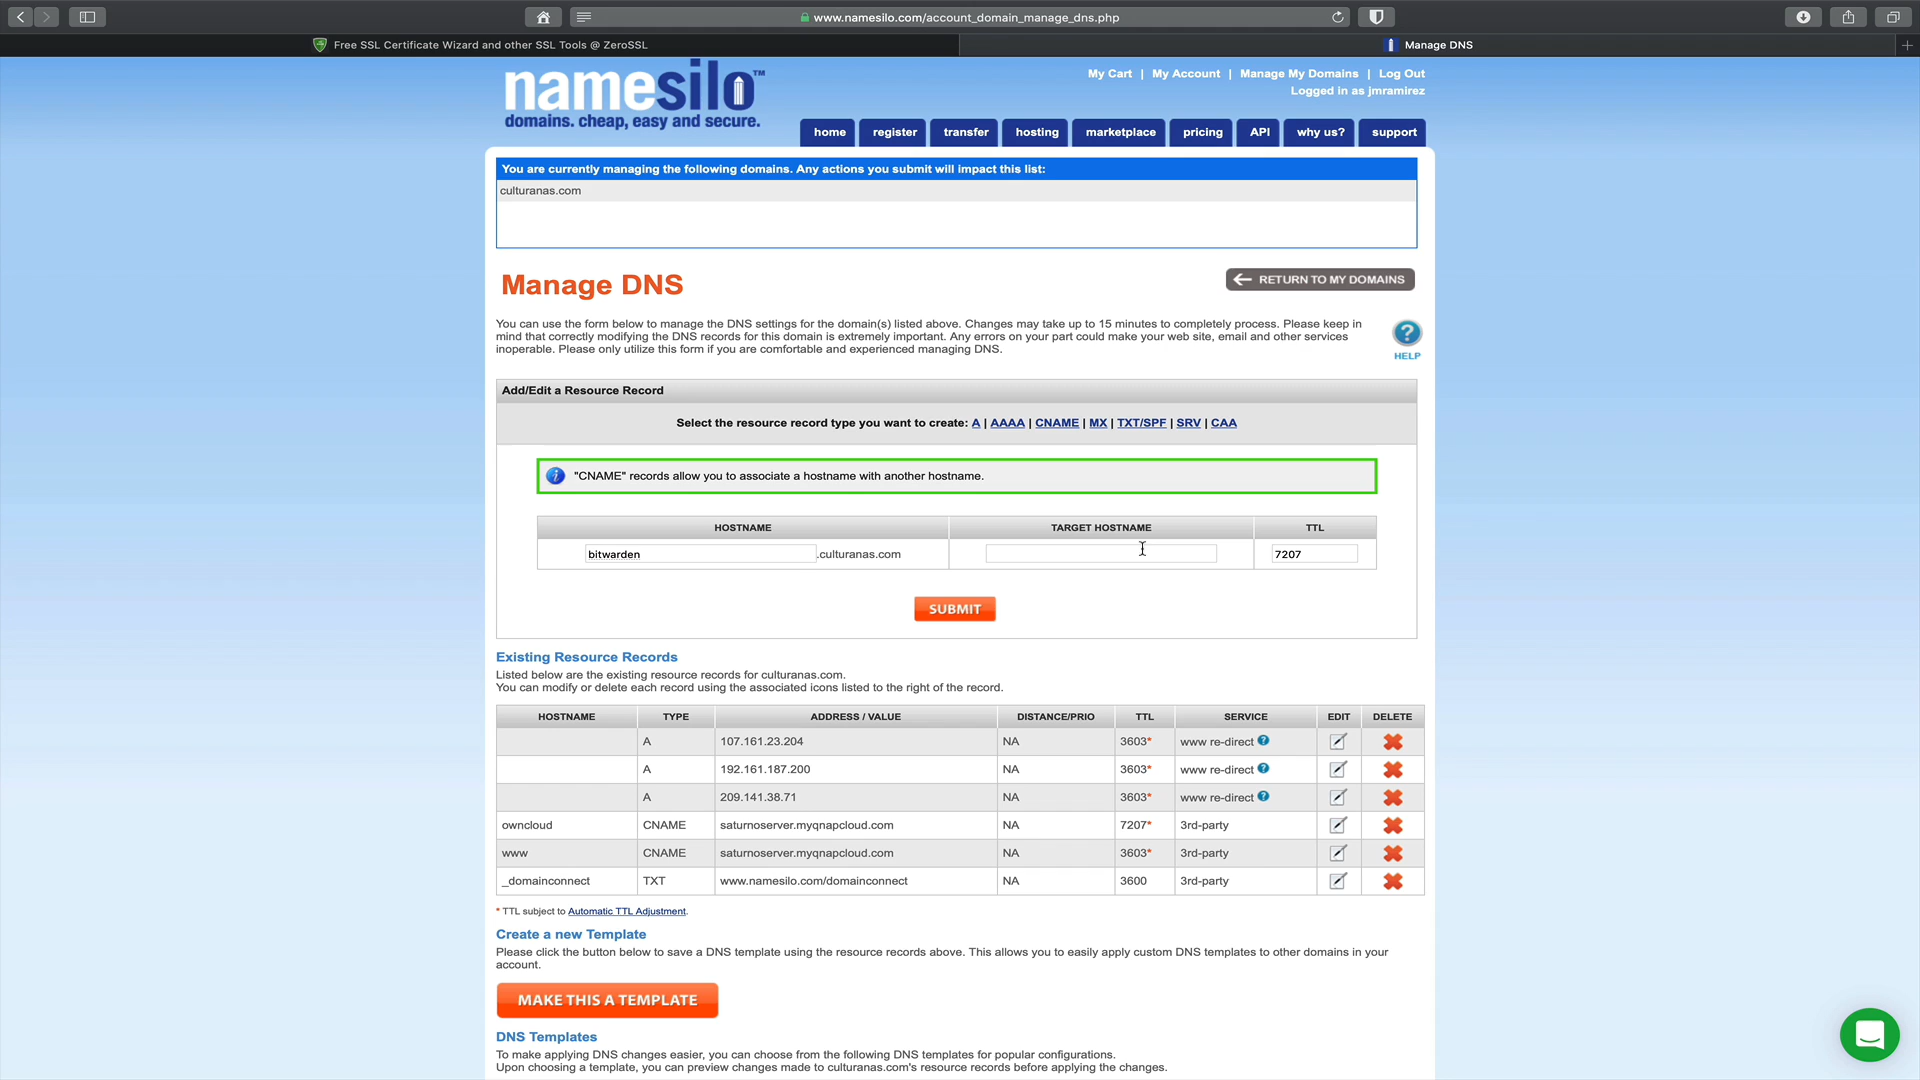 www.namesilo.com/account_domain_manage_dns.php
Free SSL Certificate Wizard and other SSL Tools @ ZeroSSL
Manage DNS
namesilo™
domains. cheap, easy and secure.
My Cart | My Account | Manage My Domains | Log Out
Logged in as jmramirez
home register transfer hosting marketplace pricing API why us? support
You are currently managing the following domains. Any actions you submit will impact this list:
culturanas.com
Manage DNS
RETURN TO MY DOMAINS
You can use the form below to manage the DNS settings for the domain(s) listed above. Changes may take up to 15 minutes to completely process. Please keep in
mind that correctly modifying the DNS records for this domain is extremely important. Any errors on your part could make your web site, email and other services
inoperable. Please only utilize this form if you are comfortable and experienced managing DNS.
?
HELP
Add/Edit a Resource Record
Select the resource record type you want to create: A | AAAA | CNAME | MX | TXT/SPF | SRV | CAA
"CNAME" records allow you to associate a hostname with another hostname.
HOSTNAME TARGET HOSTNAME TTL
bitwarden .culturanas.com 7207
SUBMIT
Existing Resource Records
Listed below are the existing resource records for culturanas.com.
You can modify or delete each record using the associated icons listed to the right of the record.
HOSTNAME TYPE ADDRESS / VALUE DISTANCE/PRIO TTL SERVICE EDIT DELETE
A 107.161.23.204 NA 3603* www re-direct ?
A 192.161.187.200 NA 3603* www re-direct ?
A 209.141.38.71 NA 3603* www re-direct ?
owncloud CNAME saturnoserver.myqnapcloud.com NA 7207* 3rd-party
www CNAME saturnoserver.myqnapcloud.com NA 3603* 3rd-party
_domainconnect TXT www.namesilo.com/domainconnect NA 3600 3rd-party
* TTL subject to Automatic TTL Adjustment.
Create a new Template
Please click the button below to save a DNS template using the resource records above. This allows you to easily apply custom DNS templates to other domains in your
account.
MAKE THIS A TEMPLATE
DNS Templates
To make applying DNS changes easier, you can choose from the following DNS templates for popular configurations.
Upon choosing a template, you can preview changes made to culturanas.com's resource records before applying the changes.